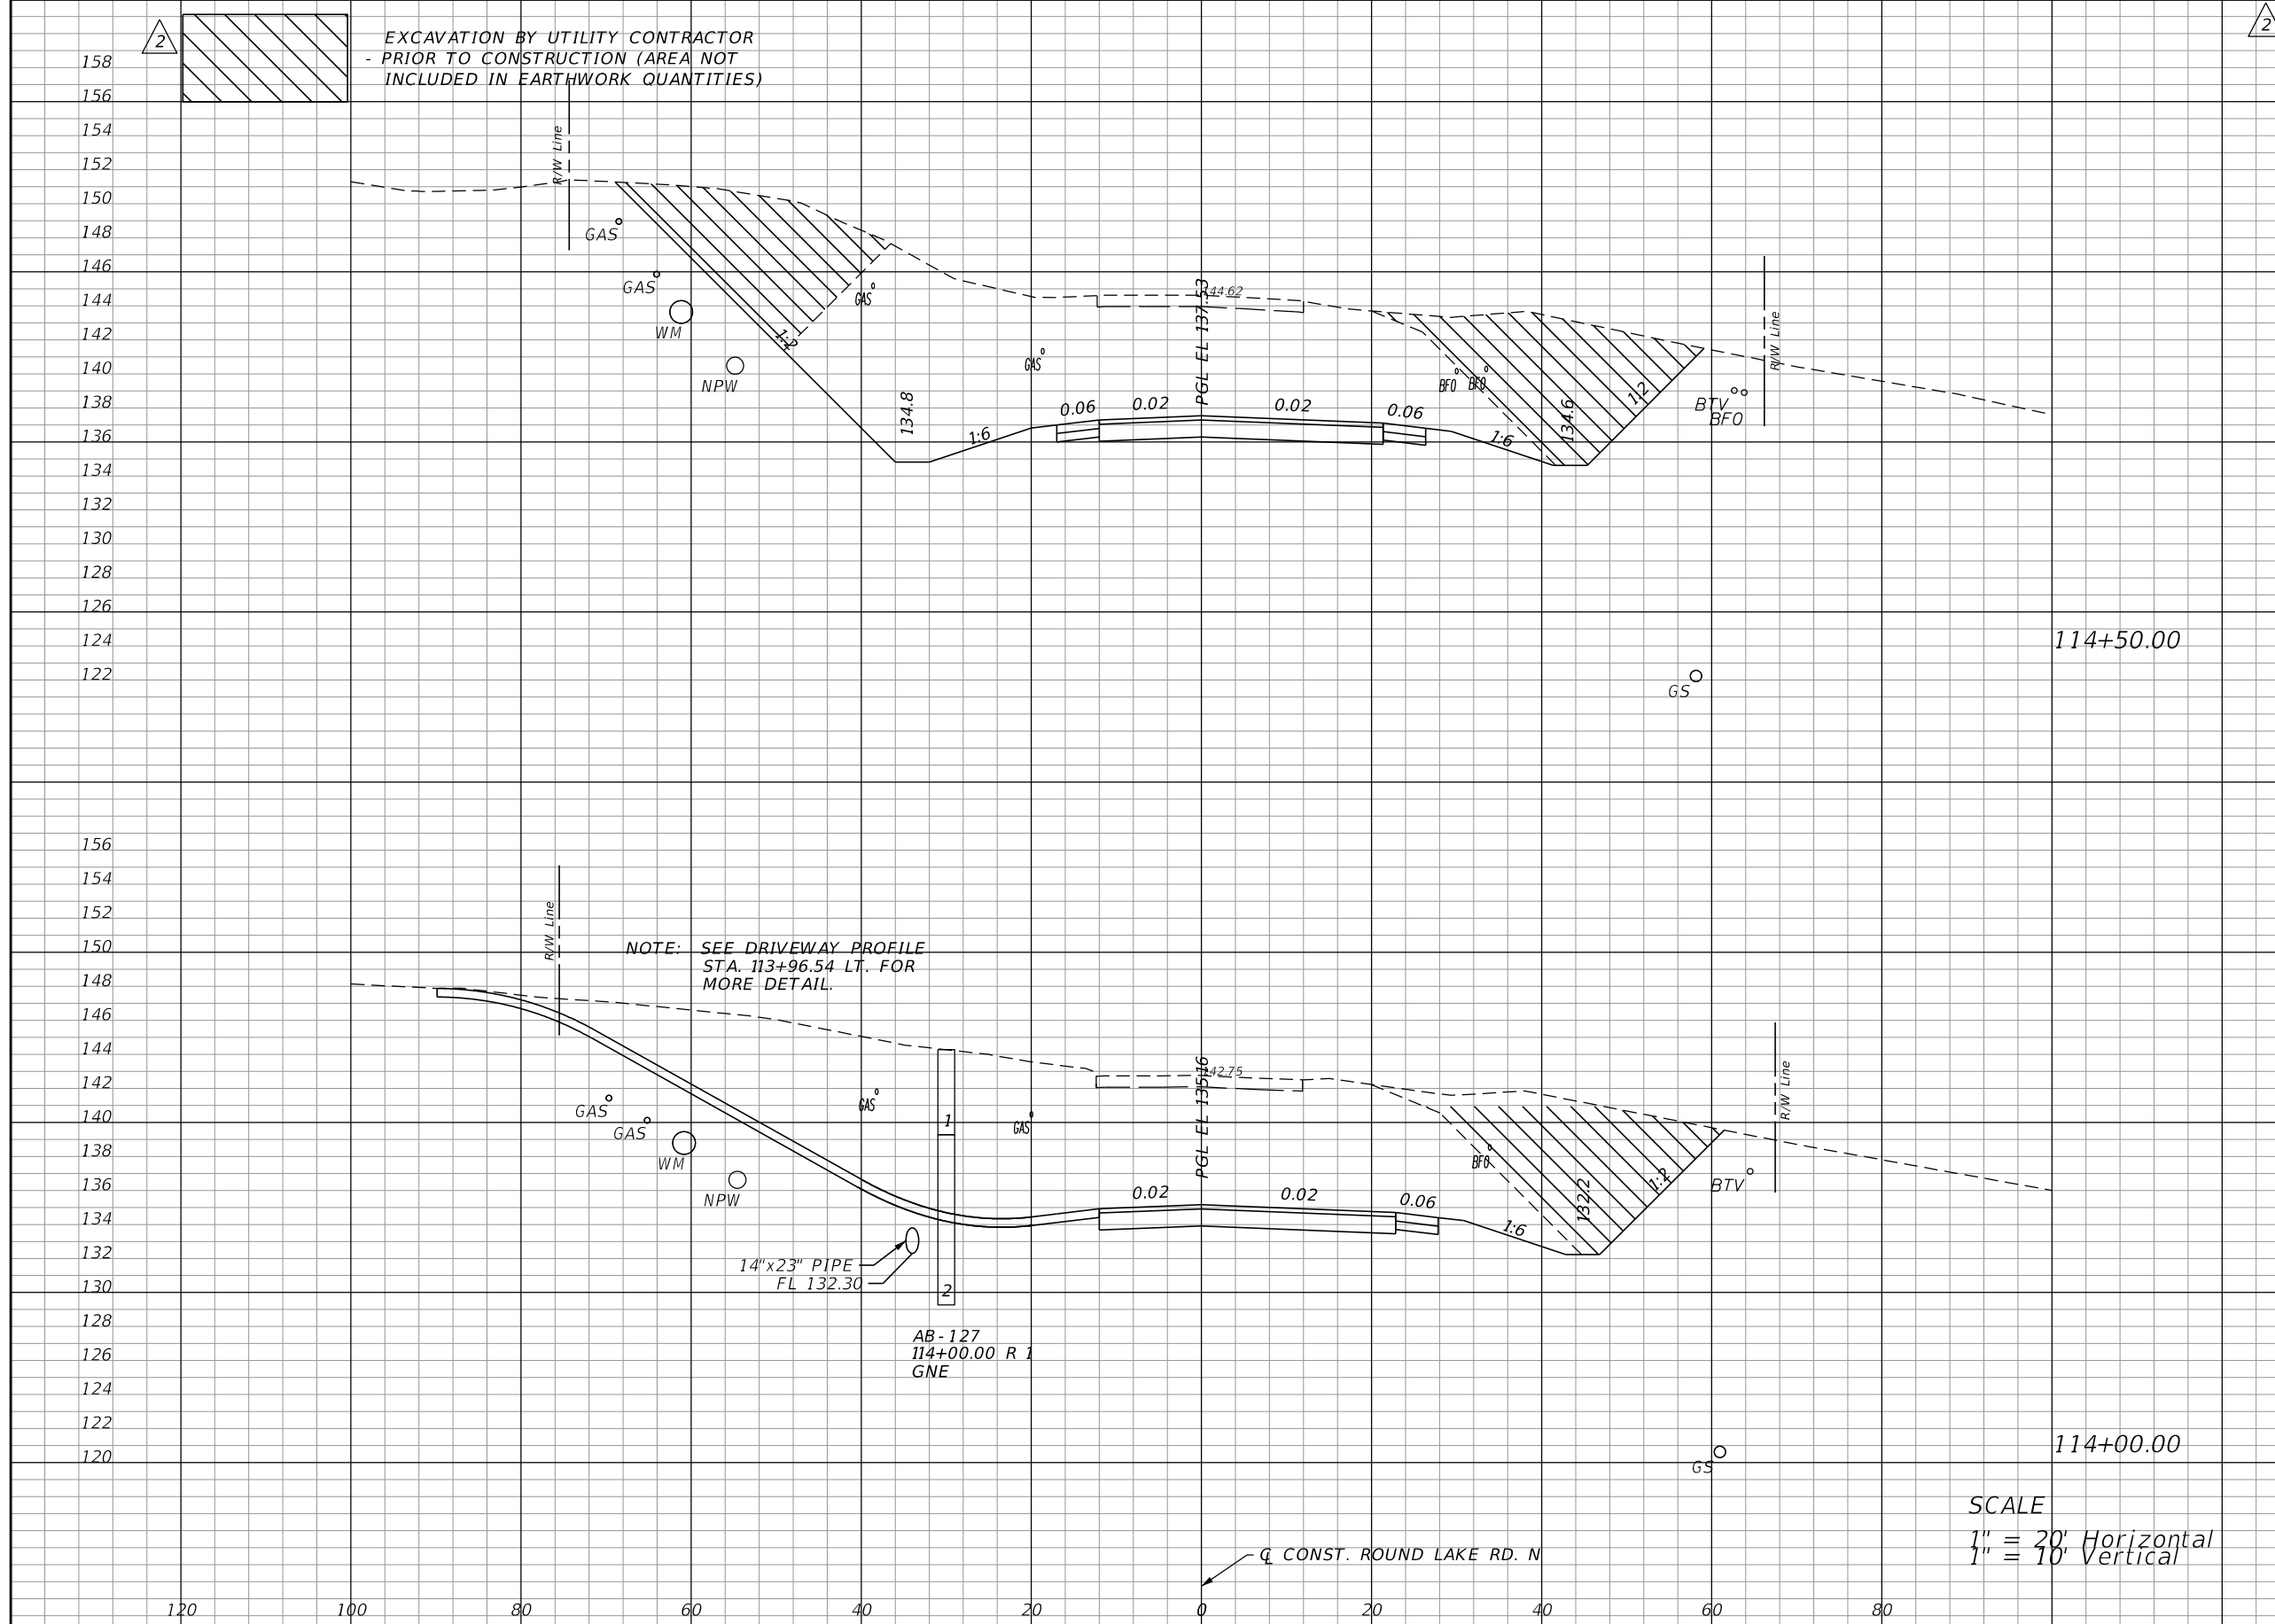 2
EXCAVATION BY UTILITY CONTRACTOR
- PRIOR TO CONSTRUCTION (AREA NOT
INCLUDED IN EARTHWORK QUANTITIES)
2
158
156
154
152
150
148
146
144
142
140
138
136
134
132
130
128
126
124
122
R/W Line
GAS
GAS
WM
NPW
1:2
GAS
134.8
1:6
GAS
0.06
0.02
PGL EL 137.53
144.62
0.02
0.06
BFO
BFO
1:6
134.6
1:2
BTV
BFO
R/W Line
GS
114+50.00
156
154
152
150
148
146
144
142
140
138
136
134
132
130
128
126
124
122
120
R/W Line
NOTE: SEE DRIVEWAY PROFILE
STA. 113+96.54 LT. FOR
MORE DETAIL.
GAS
GAS
WM
NPW
GAS
1
2
GAS
14"x23" PIPE
FL 132.30
AB-127
114+00.00 R 1
GNE
0.02
PGL EL 135.16
142.75
0.02
0.06
BFO
1:6
132.2
1:2
BTV
R/W Line
GS
114+00.00
SCALE
1" = 20' Horizontal
1" = 10' Vertical
℄ CONST. ROUND LAKE RD. N
120
100
80
60
40
20
0
20
40
60
80